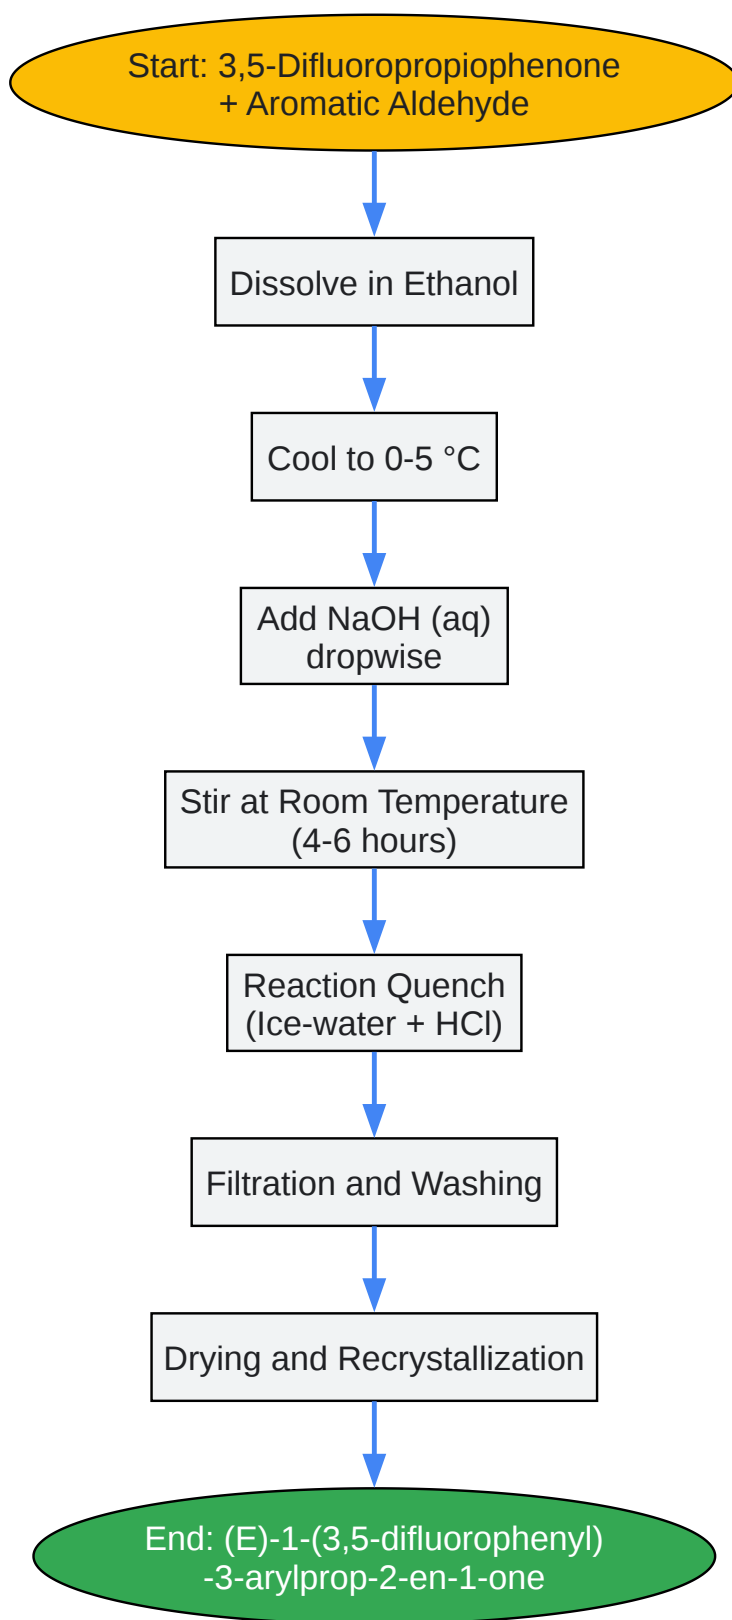 Start: 3,5-Difluoropropiophenone
+ Aromatic Aldehyde
Dissolve in Ethanol
Cool to 0-5 °C
Add NaOH (aq)
dropwise
Stir at Room Temperature
(4-6 hours)
Reaction Quench
(Ice-water + HCl)
Filtration and Washing
Drying and Recrystallization
End: (E)-1-(3,5-difluorophenyl)
-3-arylprop-2-en-1-one